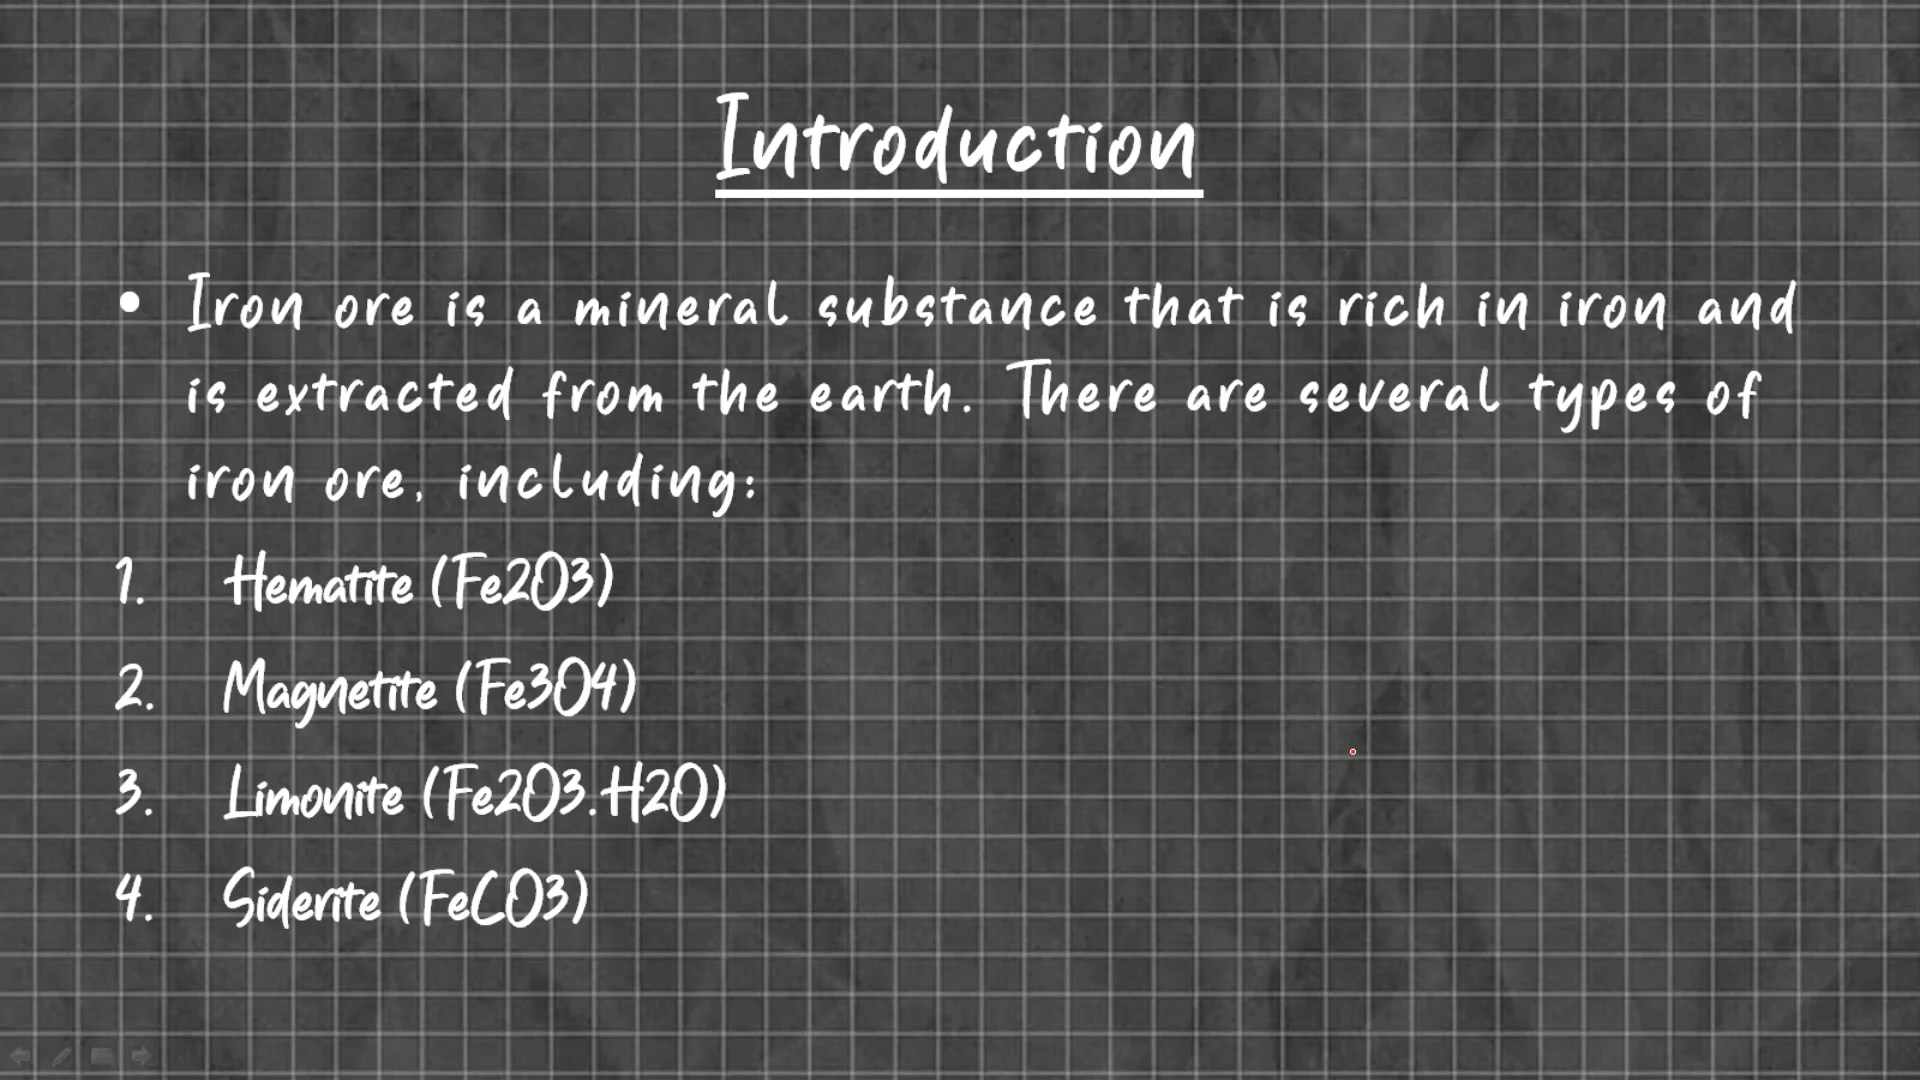 Introduction
• Iron ore is a mineral substance that is rich in iron and
is extracted from the earth. There are several types of
iron ore, including:
1. Hematite (Fe2O3)
2. Magnetite (Fe3O4)
3. Limonite (Fe2O3.H2O)
4. Siderite (FeCO3)